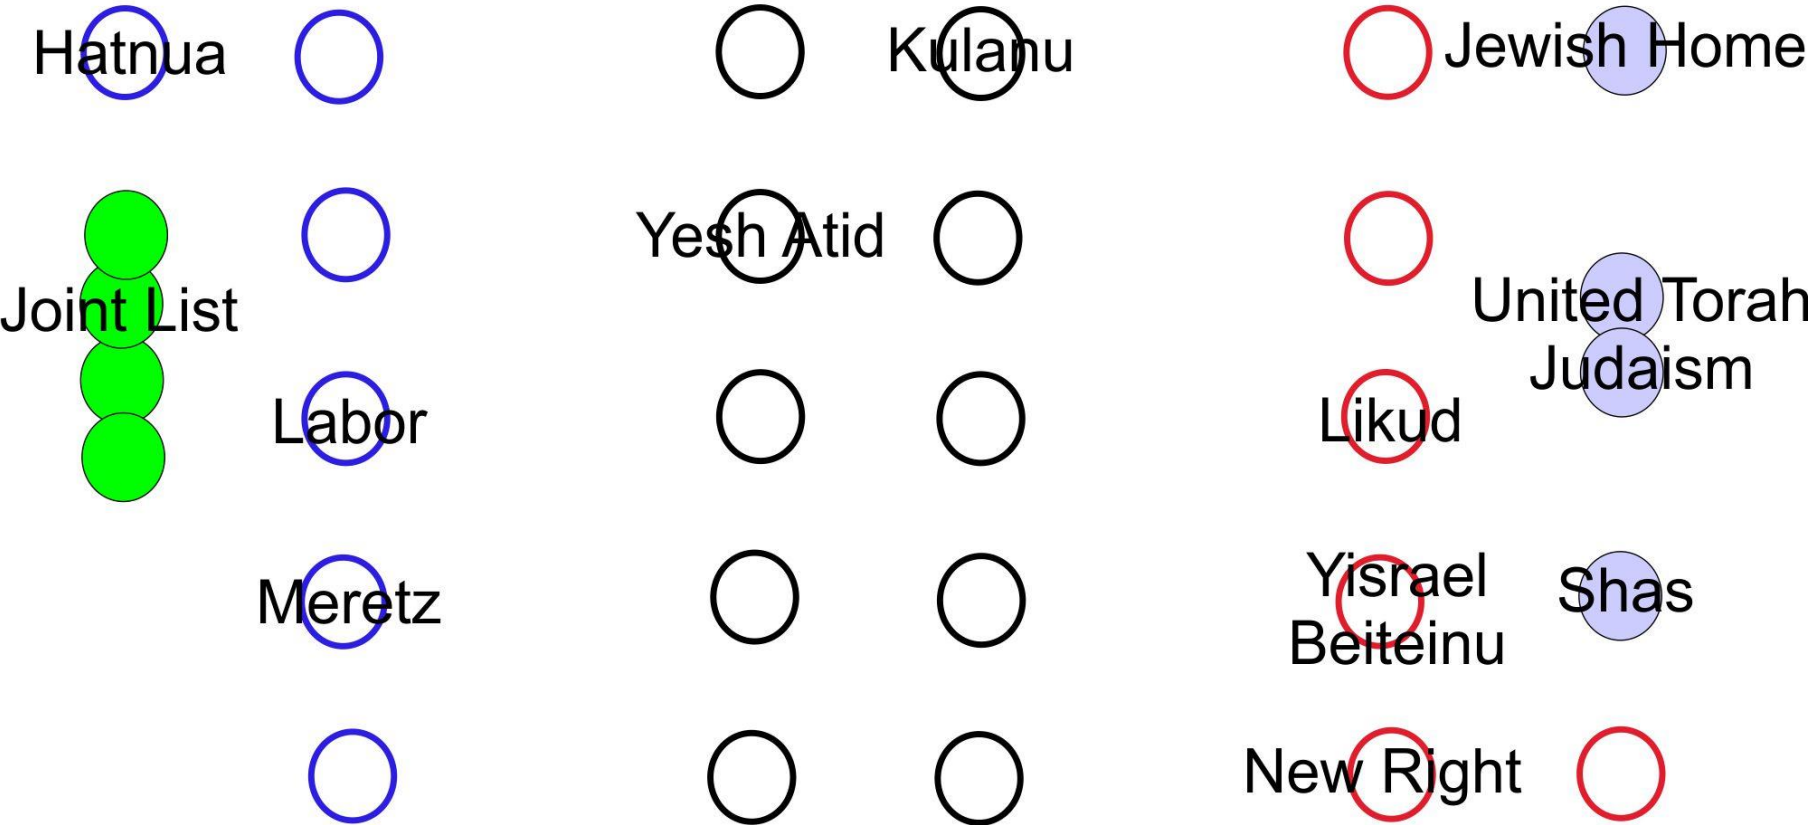 Hatnua
Kulanu
Jewish Home
Yesh Atid
Joint List
United Torah
Judaism
Labor
Likud
Meretz
Yisrael
Beiteinu
Shas
New Right